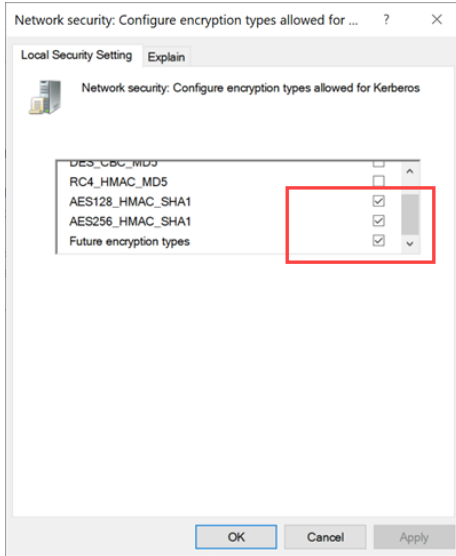 Network security: Configure encryption types allowed for ... ?
Local Security Setting Explain
Network security: Configure encryption types allowed for Kerberos
DES_CBC_MD5
RC4_HMAC_MD5
AES128_HMAC_SHA1
AES256_HMAC_SHA1
Future encryption types
OK Cancel Apply